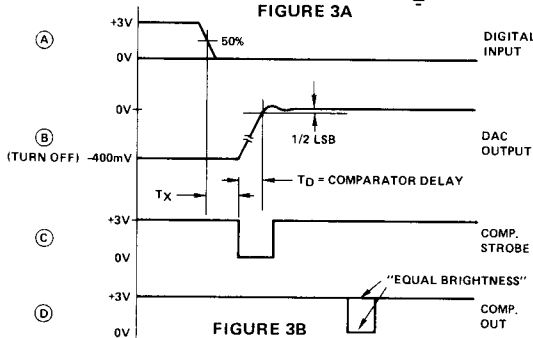 FIGURE 3A
+3V
50%
A
DIGITAL
INPUT
0V
0V
1/2 LSB
B
DAC
OUTPUT
(TURN OFF) -400mV
TX
TD = COMPARATOR DELAY
+3V
C
COMP.
STROBE
0V
"EQUAL BRIGHTNESS"
+3V
D
COMP.
OUT
0V
FIGURE 3B